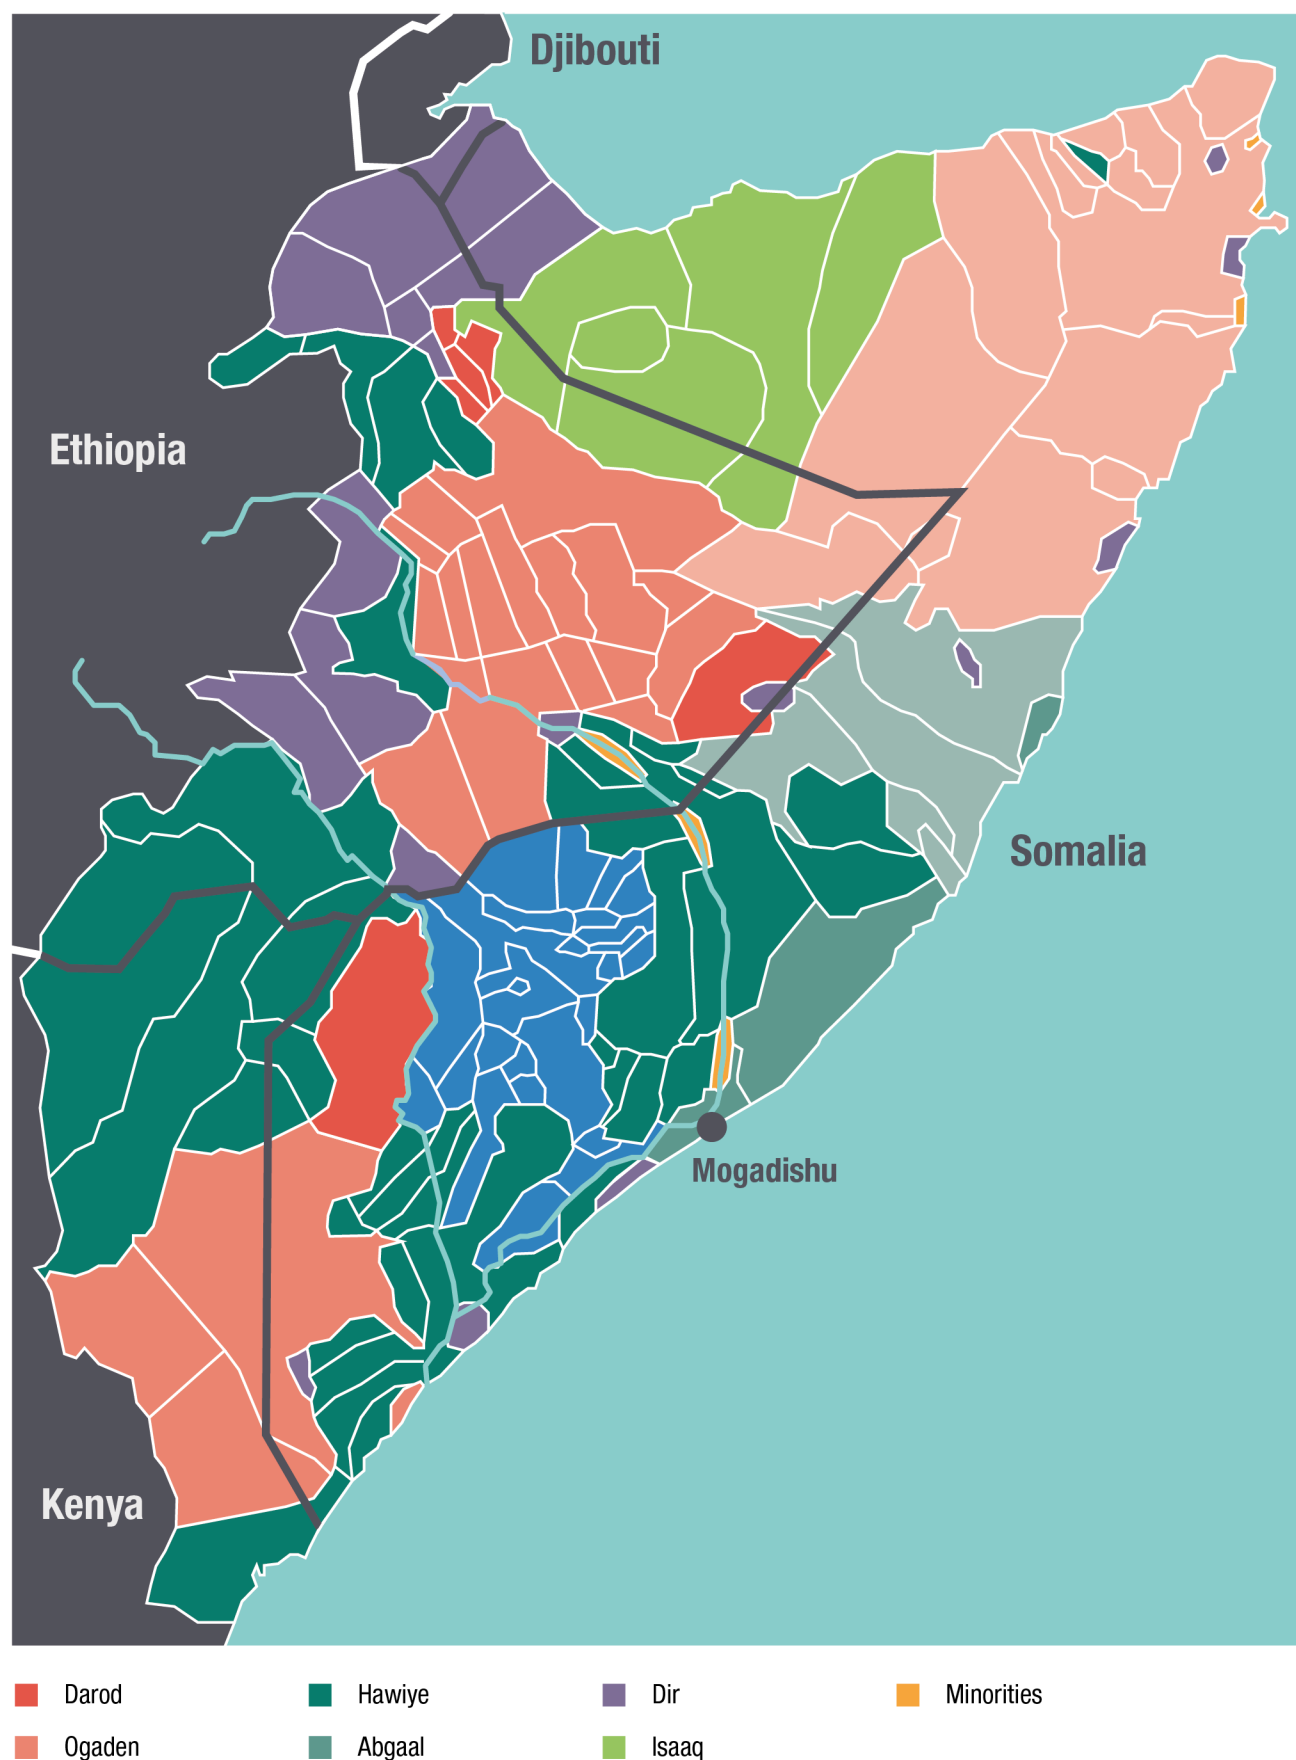 Djibouti
Ethiopia
Somalia
Mogadishu
Kenya
Darod
Hawiye
Dir
Minorities
Ogaden
Abgaal
Isaaq